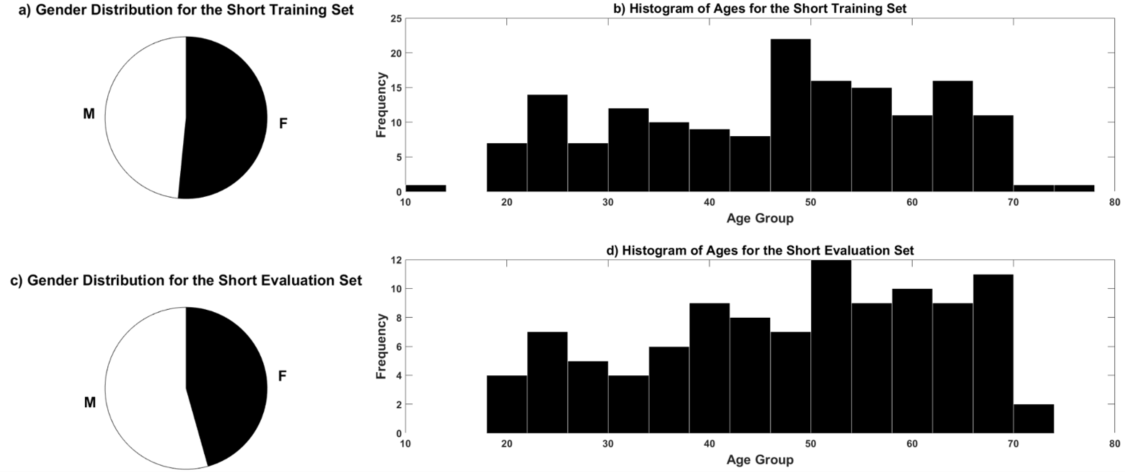 a) Gender Distribution for the Short Training Set
M
F
b) Histogram of Ages for the Short Training Set
Frequency
25
20
15
10
5
0
10 20 30 40 50 60 70 80
Age Group
c) Gender Distribution for the Short Evaluation Set
M
F
d) Histogram of Ages for the Short Evaluation Set
Frequency
12
10
8
6
4
2
0
10 20 30 40 50 60 70 80
Age Group